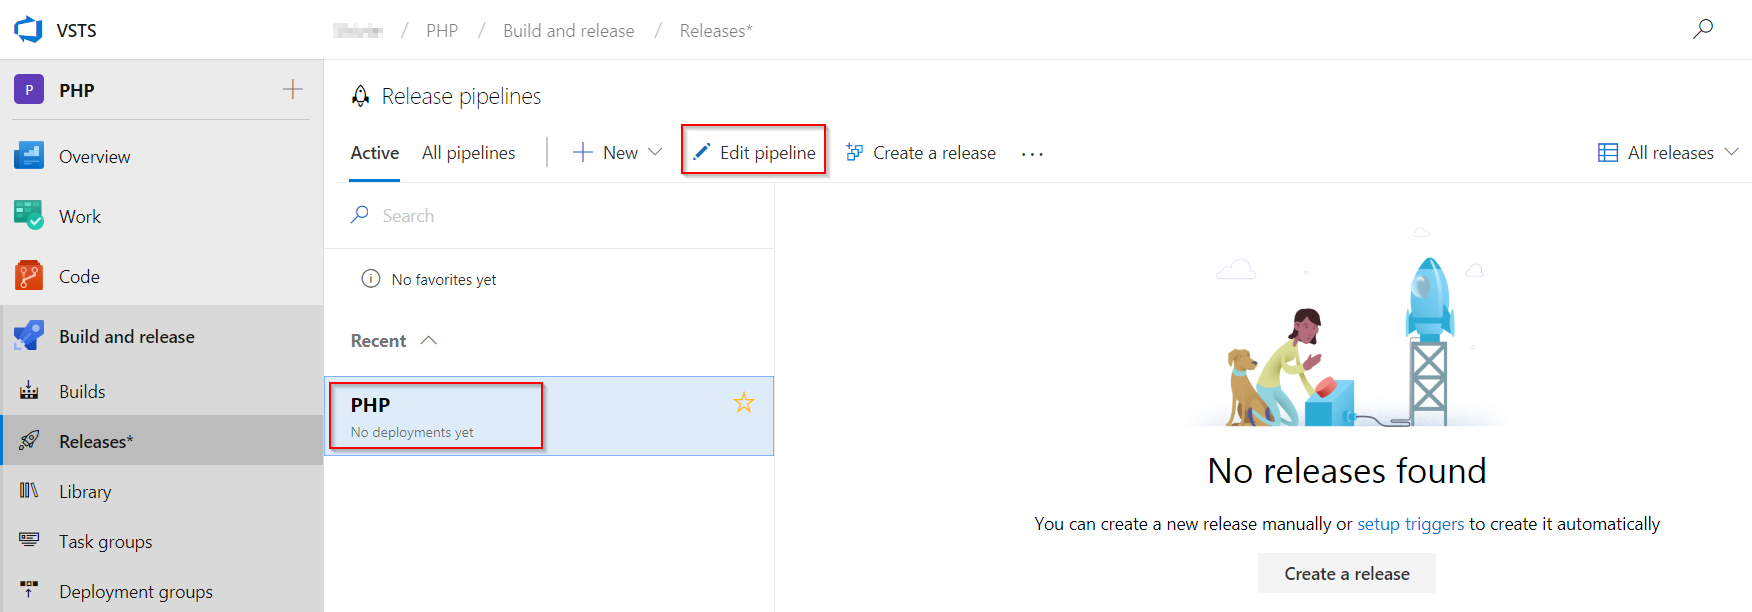 VSTS
/ PHP / Build and release / Releases*
P PHP
Overview
Work
Code
Build and release
Builds
Releases*
Library
Task groups
Deployment groups
Release pipelines
Active All pipelines New Edit pipeline Create a release ... All releases
Search
No favorites yet
Recent
PHP
No deployments yet
No releases found
You can create a new release manually or setup triggers to create it automatically
Create a release